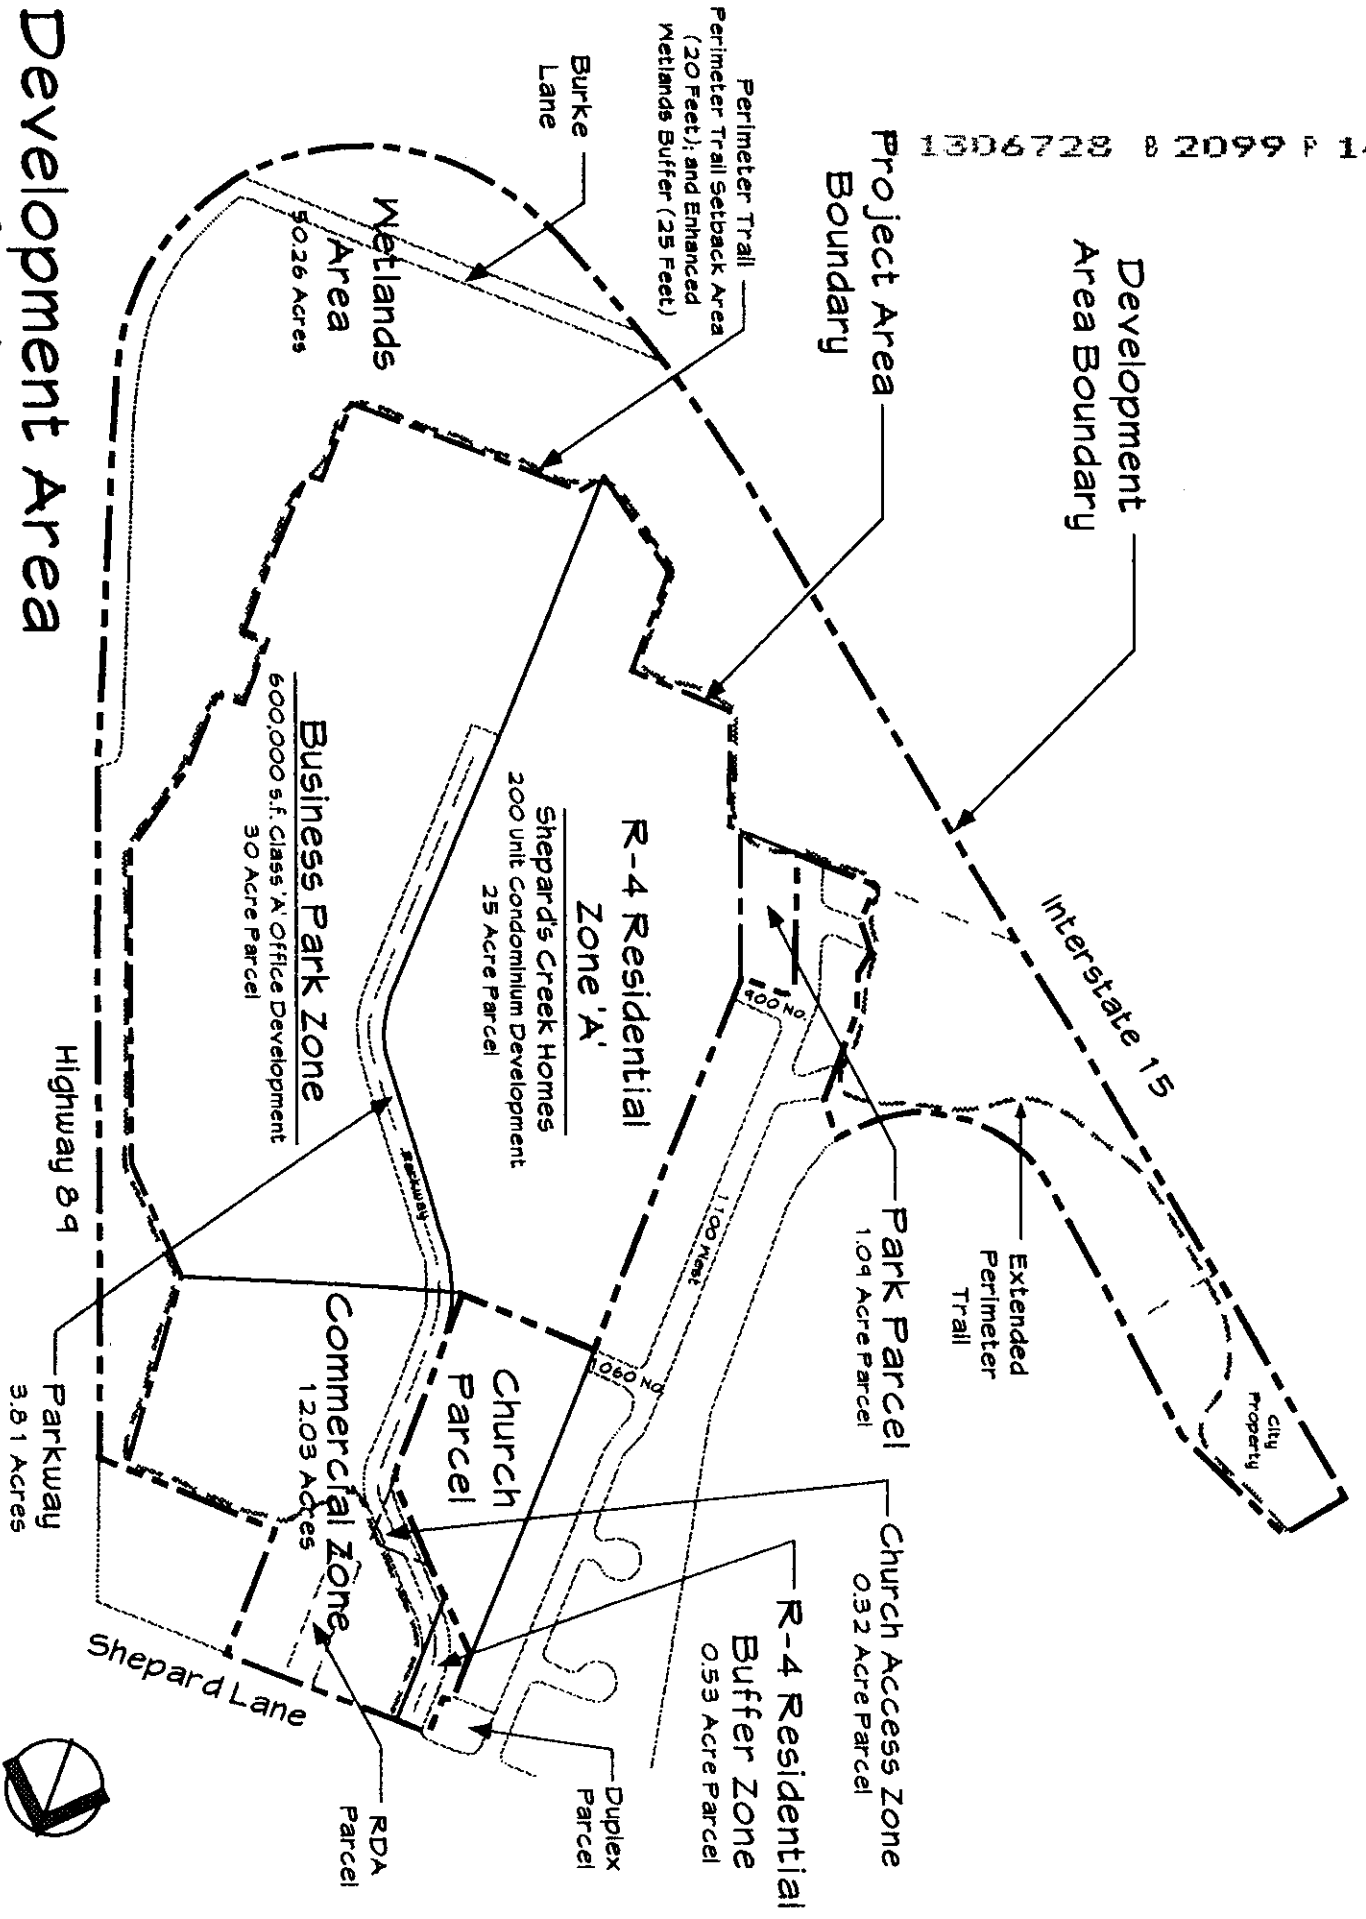 1306728 B 2099 P 14
Development
Area Boundary
Project Area
Boundary
Perimeter Trail
Perimeter Trail Setback Area
(20 Feet); and Enhanced
Wetlands Buffer (25 Feet)
Burke
Lane
Wetlands
Area
50.26 Acres
Interstate 15
Extended
Perimeter
Trail
City
Property
Park Parcel
1.09 Acre Parcel
900 NO.
1100 West
1060 NO.
R-4 Residential
Zone 'A'
Shepard's Creek Homes
200 Unit Condominium Development
25 Acre Parcel
Parkway
Business Park Zone
600,000 s.f. Class 'A' Office Development
30 Acre Parcel
Church
Parcel
Commercial Zone
12.03 Acres
Church Access Zone
0.32 Acre Parcel
R-4 Residential
Buffer Zone
0.53 Acre Parcel
Duplex
Parcel
RDA
Parcel
Shepard Lane
Highway 89
Parkway
3.81 Acres
Development Area